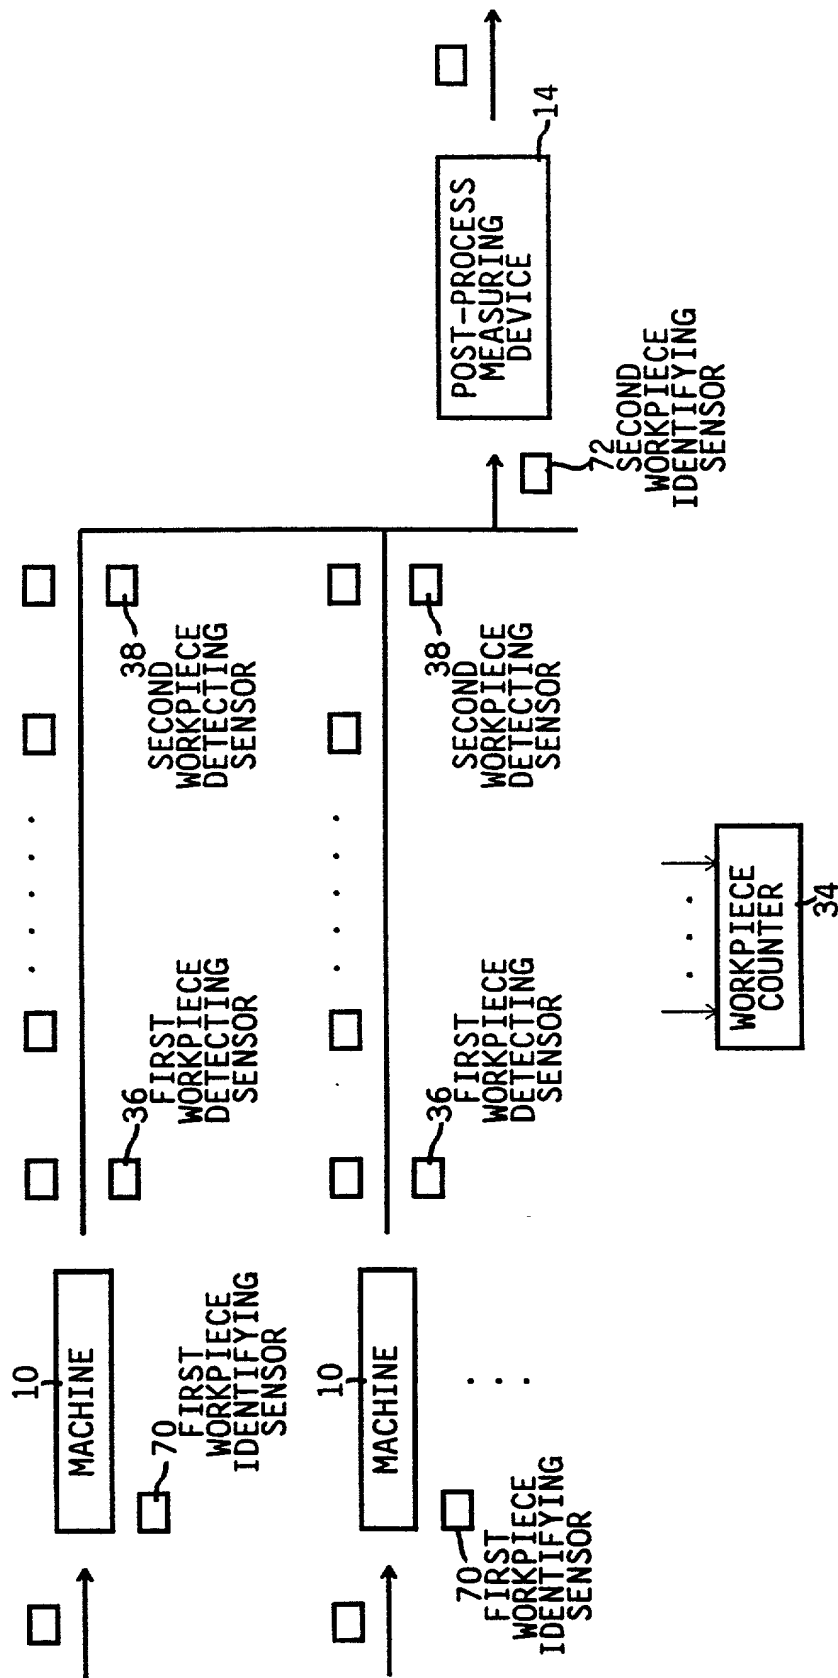 10
MACHINE
70
FIRST
WORKPIECE
IDENTIFYING
SENSOR
36
FIRST
WORKPIECE
DETECTING
SENSOR
38
SECOND
WORKPIECE
DETECTING
SENSOR
10
MACHINE
70
FIRST
WORKPIECE
IDENTIFYING
SENSOR
36
FIRST
WORKPIECE
DETECTING
SENSOR
38
SECOND
WORKPIECE
DETECTING
SENSOR
POST-PROCESS
MEASURING
DEVICE
14
72
SECOND
WORKPIECE
IDENTIFYING
SENSOR
WORKPIECE
COUNTER
34